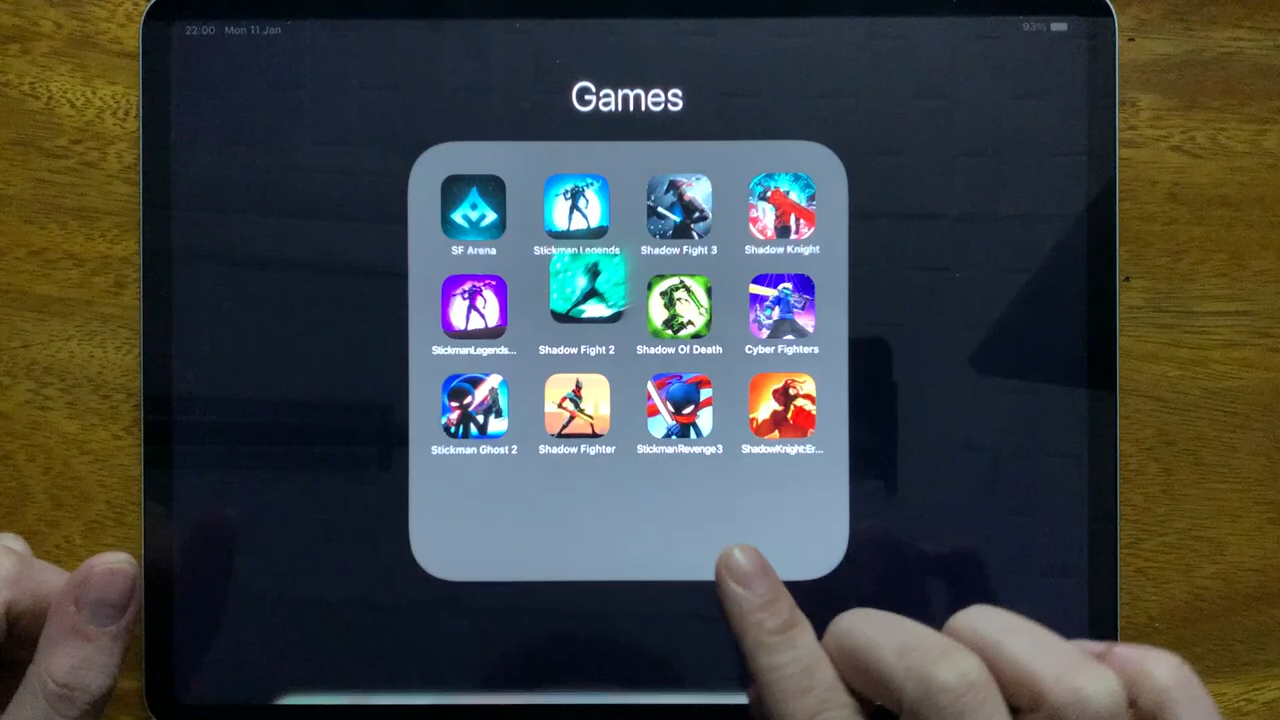 22:00 Mon 11 Jan 93%
Games
SF Arena Stickman Legends Shadow Fight 3 Shadow Knight
StickmanLegends... Shadow Fight 2 Shadow Of Death Cyber Fighters
Stickman Ghost 2 Shadow Fighter StickmanRevenge3 ShadowKnight:Er...